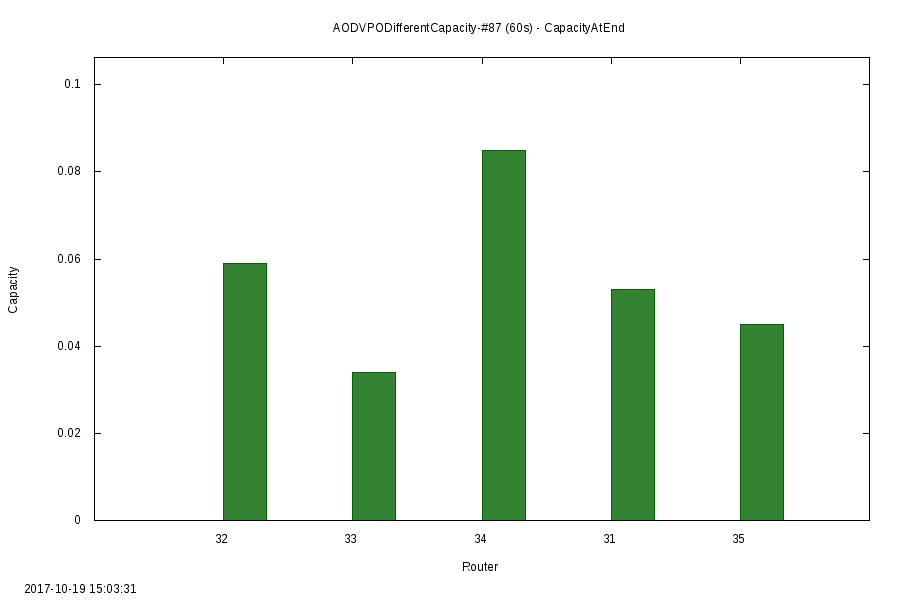 AODVPODifferentCapacity-#87 (60s) - CapacityAtEnd
0.1
0.08
0.06
0.04
0.02
0
Capacity
32 33 34 31 35
Router
2017-10-19 15:03:31